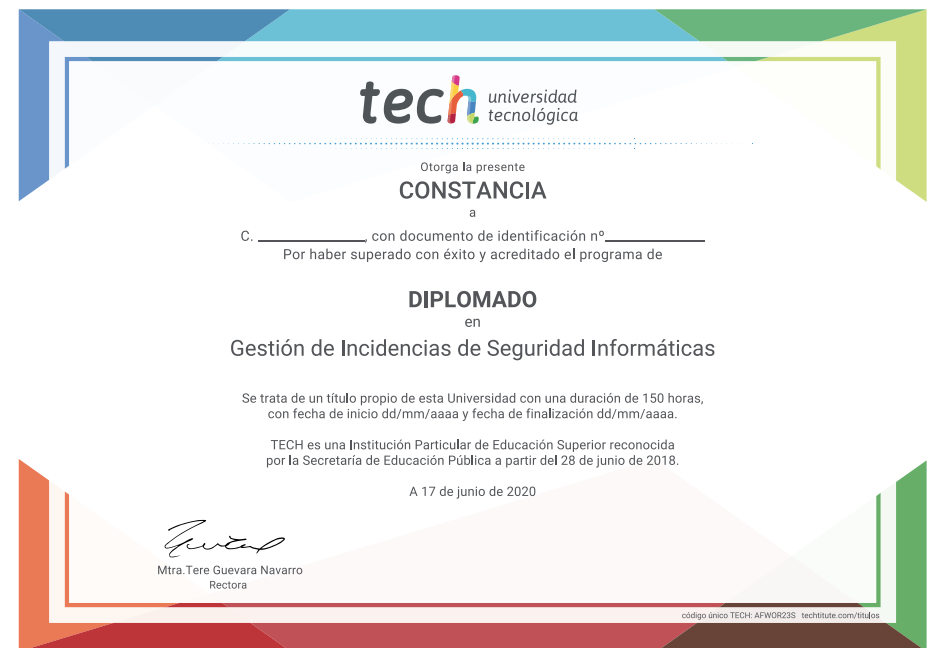 tech universidad
tecnológica
Otorga la presente
CONSTANCIA
a
C. ______________, con documento de identificación nº_____________
Por haber superado con éxito y acreditado el programa de
DIPLOMADO
en
Gestión de Incidencias de Seguridad Informáticas
Se trata de un título propio de esta Universidad con una duración de 150 horas,
con fecha de inicio dd/mm/aaaa y fecha de finalización dd/mm/aaaa.
TECH es una Institución Particular de Educación Superior reconocida
por la Secretaría de Educación Pública a partir del 28 de junio de 2018.
A 17 de junio de 2020
Mtra.Tere Guevara Navarro
Rectora
código único TECH: AFWOR23S techtitute.com/titulos